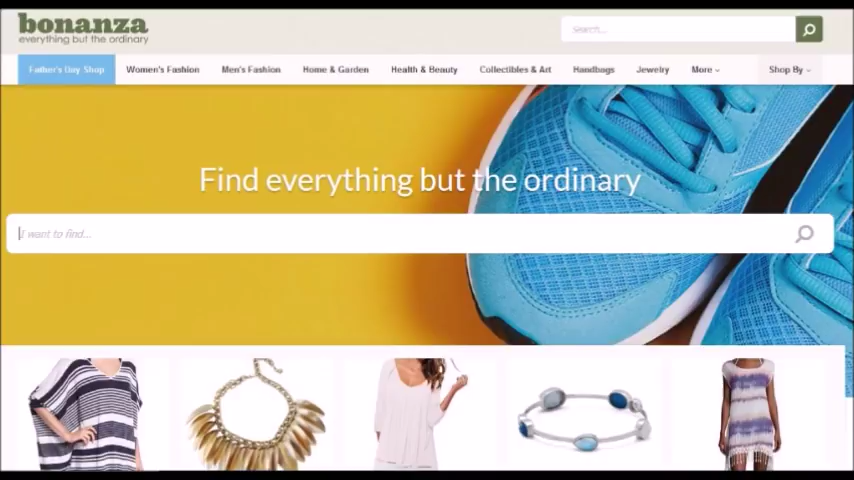 bonanza
everything but the ordinary
Search...
Father's Day Shop Women's Fashion Men's Fashion Home & Garden Health & Beauty Collectibles & Art Handbags Jewelry More Shop By
Find everything but the ordinary
I want to find...